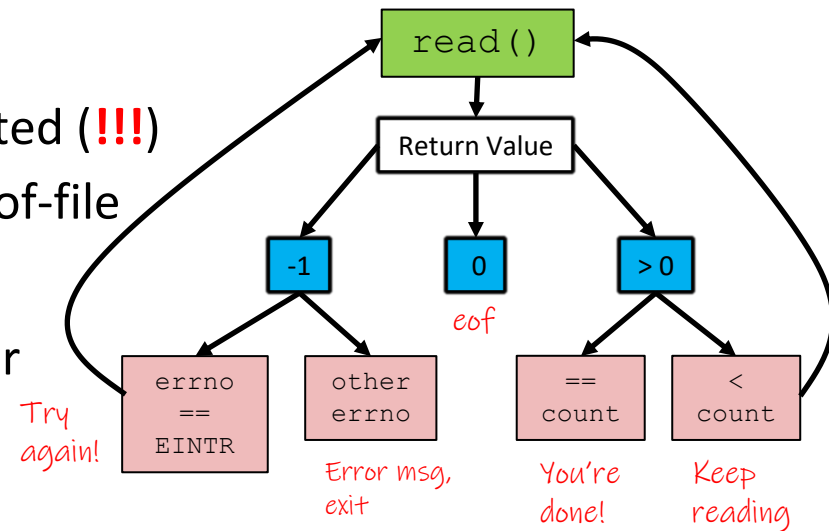 read()
ted (!!!)
Return Value
of-file
-1
0
> 0
eof
r
errno
==
EINTR
other
errno
==
count
<
count
Try
again!
Error msg,
exit
You're
done!
Keep
reading